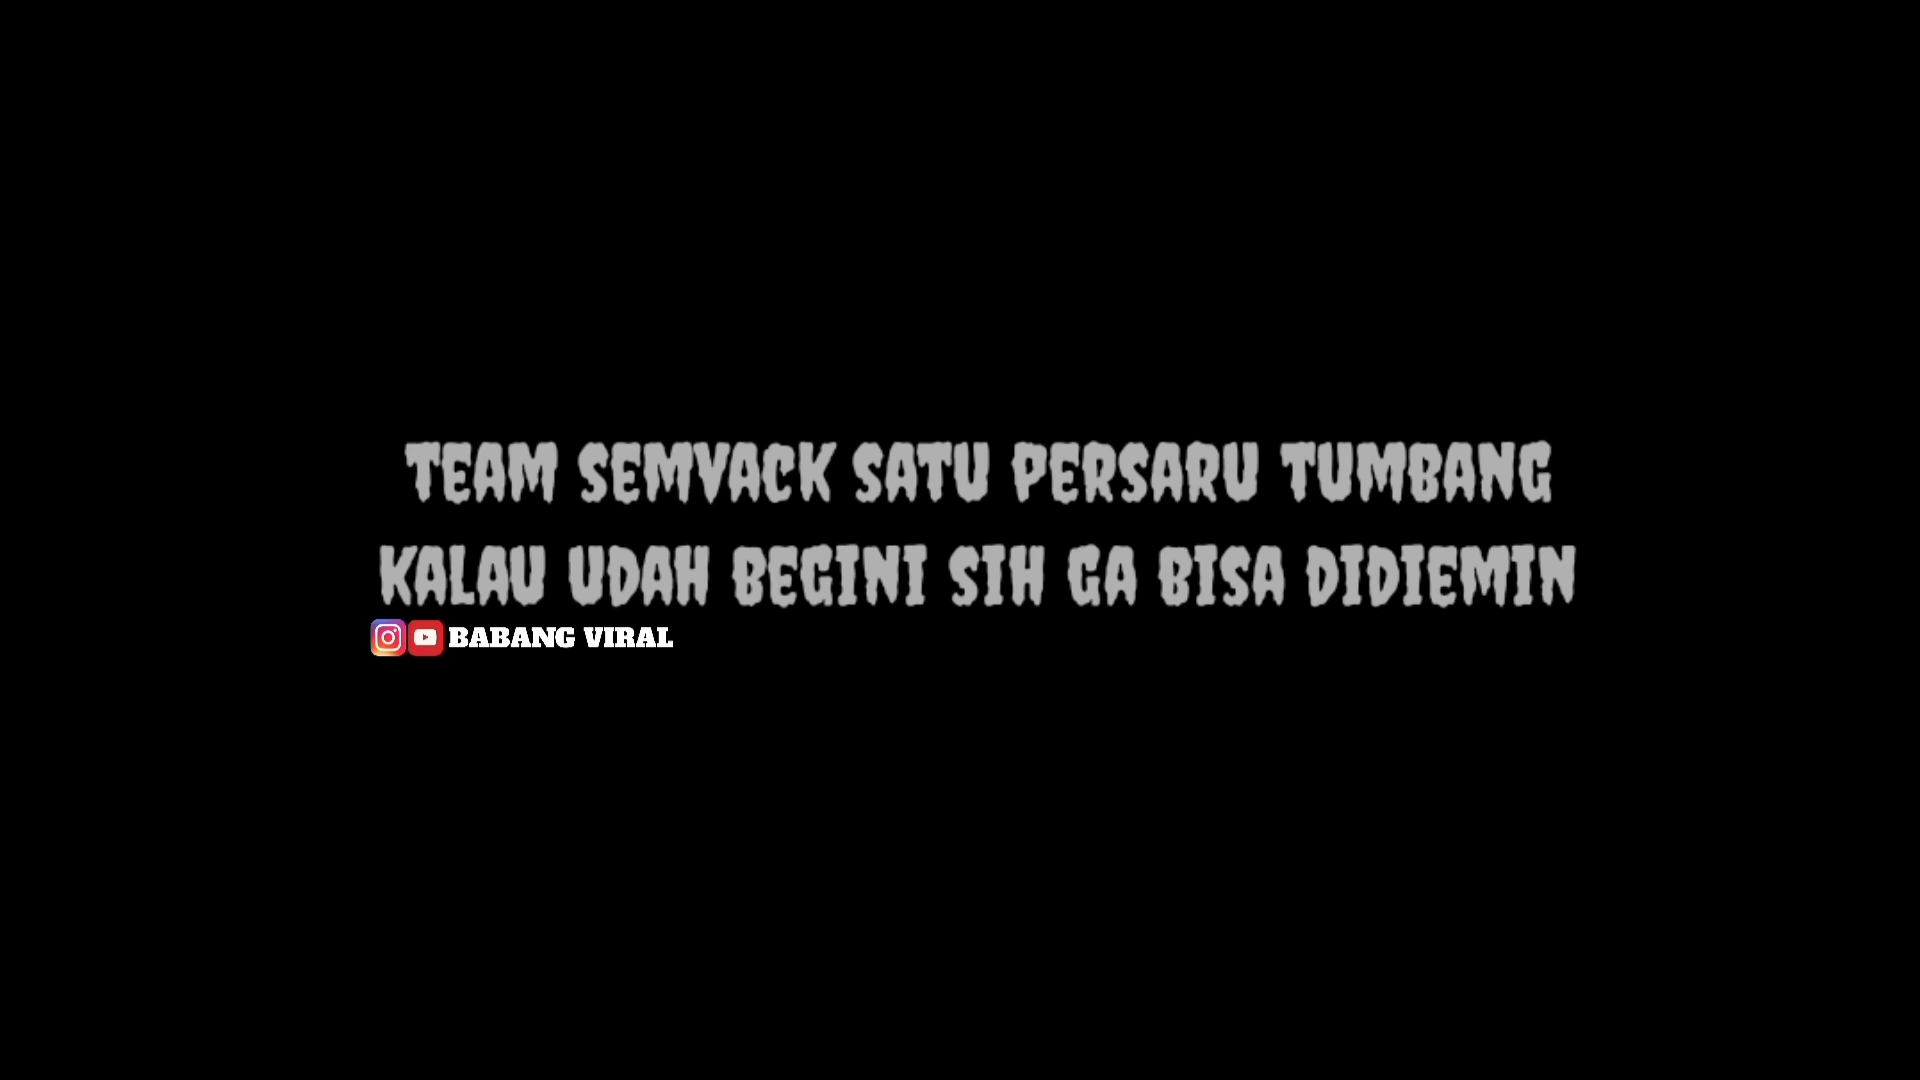 TEAM SEMVACK SATU PERSARU TUMBANG
KALAU UDAH BEGINI SIH GA BISA DIDIEMIN
BABANG VIRAL